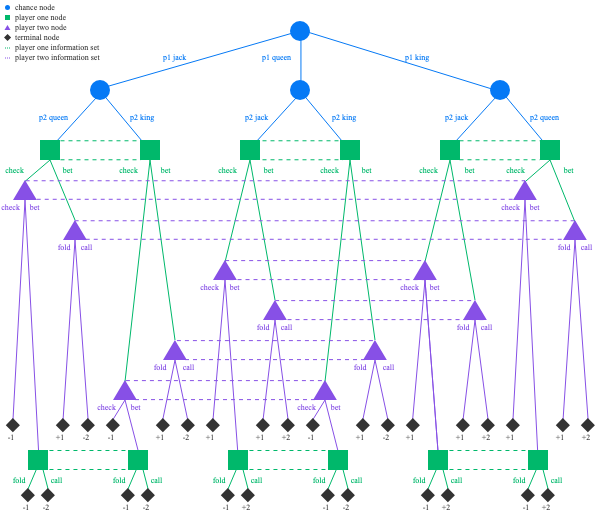 chance node
player one node
player two node
terminal node
player one information set
player two information set
p1 jack p1 queen p1 king
p2 queen p2 king p2 jack p2 king p2 jack p2 queen
check bet check bet check bet check bet check bet check bet
check bet check bet
fold call fold call
check bet check bet
fold call fold call
fold call fold call
check bet check bet
-1 +1 -2 -1 +1 -2 +1 +1 +2 -1 +1 -2 +1 +1 +2 +1 +1 +2
fold call fold call fold call fold call fold call fold call
-1 -2 -1 -2 -1 +2 -1 -2 -1 +2 -1 +2